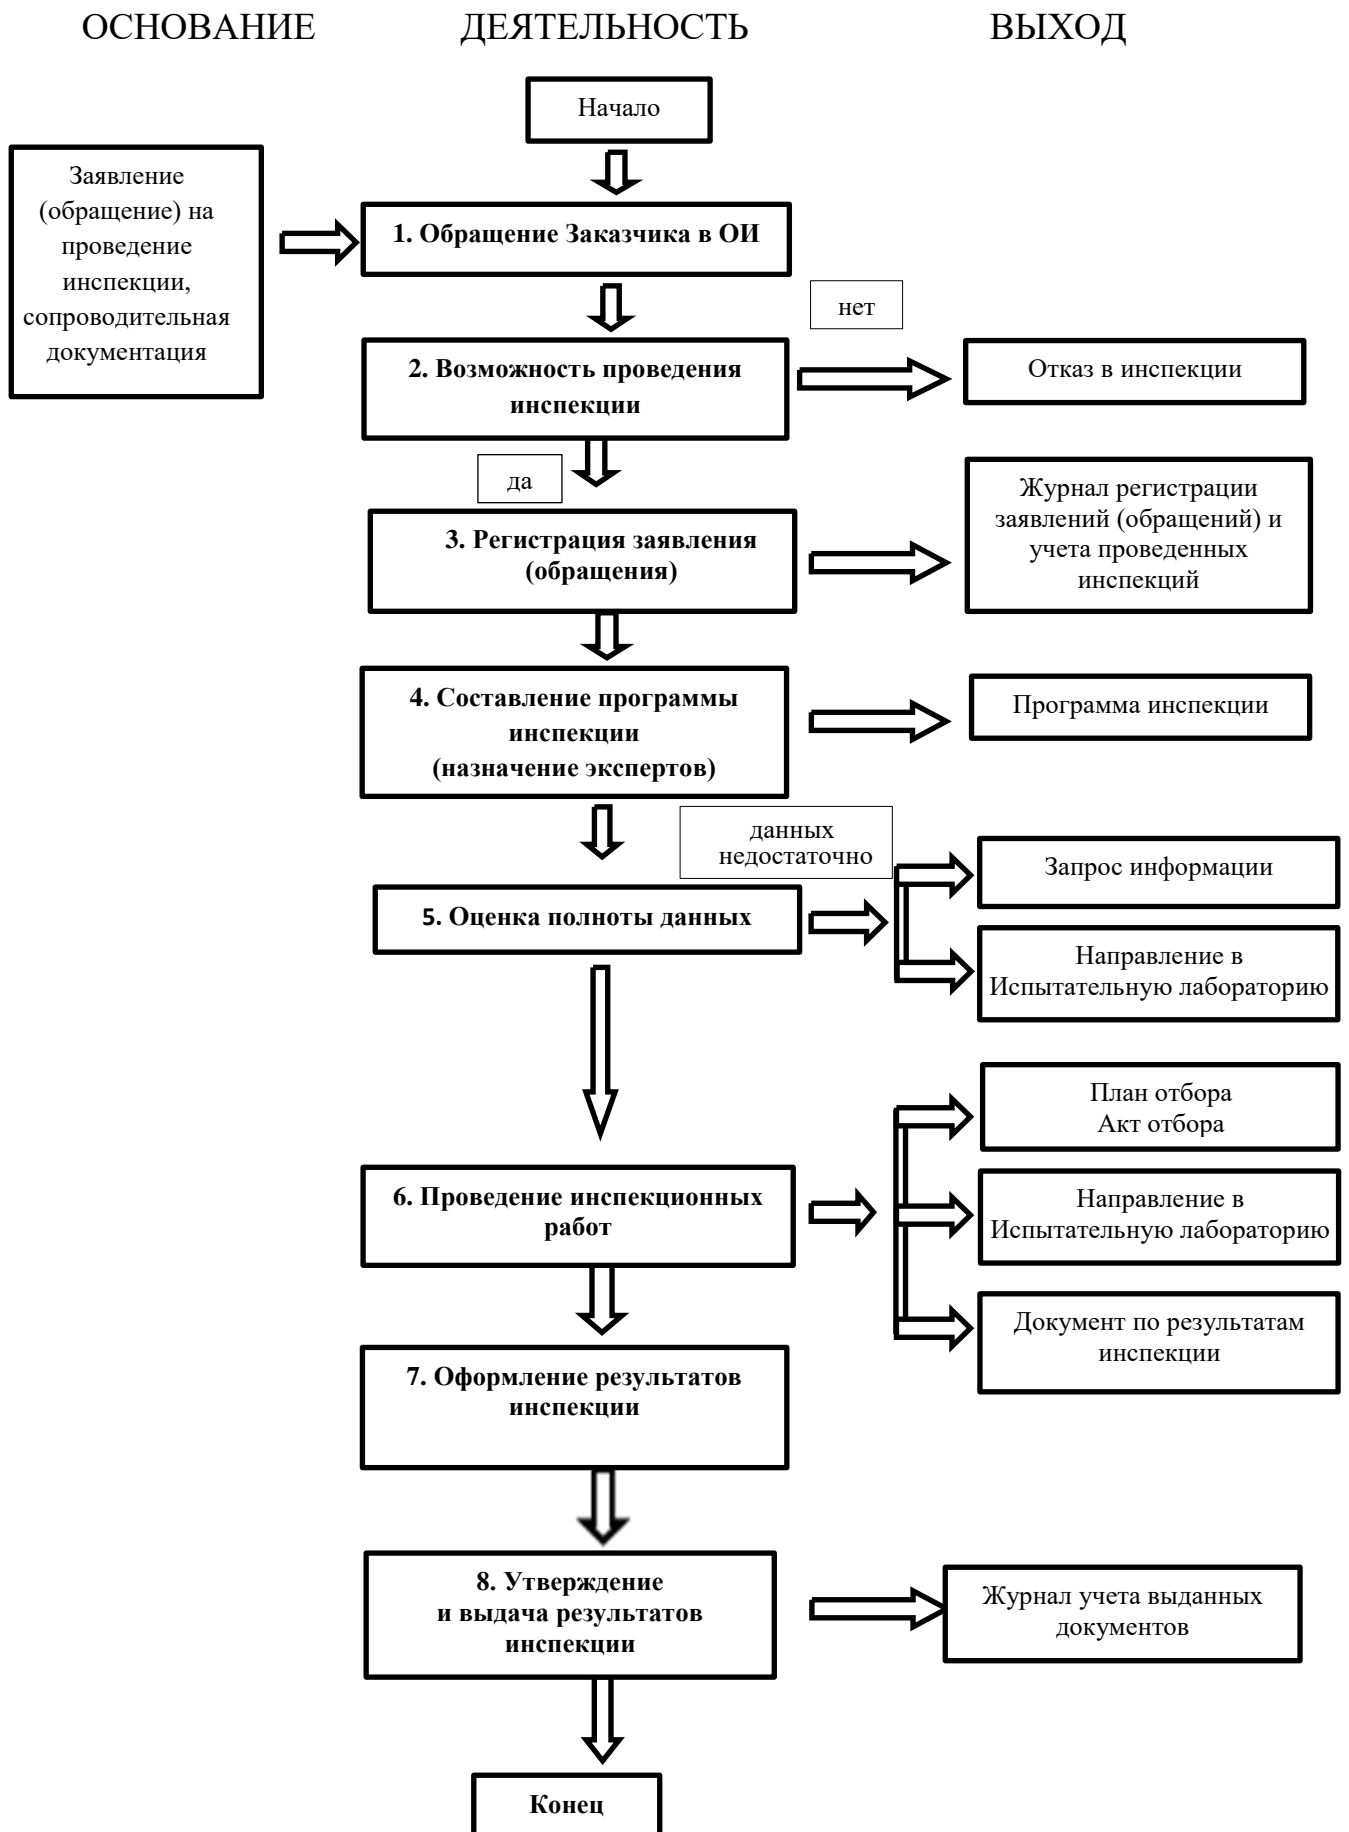 ОСНОВАНИЕ ДЕЯТЕЛЬНОСТЬ ВЫХОД
Начало
Заявление
(обращение) на
проведение
инспекции,
сопроводительная
документация
1. Обращение Заказчика в ОИ
нет
2. Возможность проведения
инспекции
Отказ в инспекции
да
3. Регистрация заявления
(обращения)
Журнал регистрации
заявлений (обращений) и
учета проведенных
инспекций
4. Составление программы
инспекции
(назначение экспертов)
Программа инспекции
данных
недостаточно
5. Оценка полноты данных
Запрос информации
Направление в
Испытательную лабораторию
План отбора
Акт отбора
6. Проведение инспекционных
работ
Направление в
Испытательную лабораторию
Документ по результатам
инспекции
7. Оформление результатов
инспекции
8. Утверждение
и выдача результатов
инспекции
Журнал учета выданных
документов
Конец